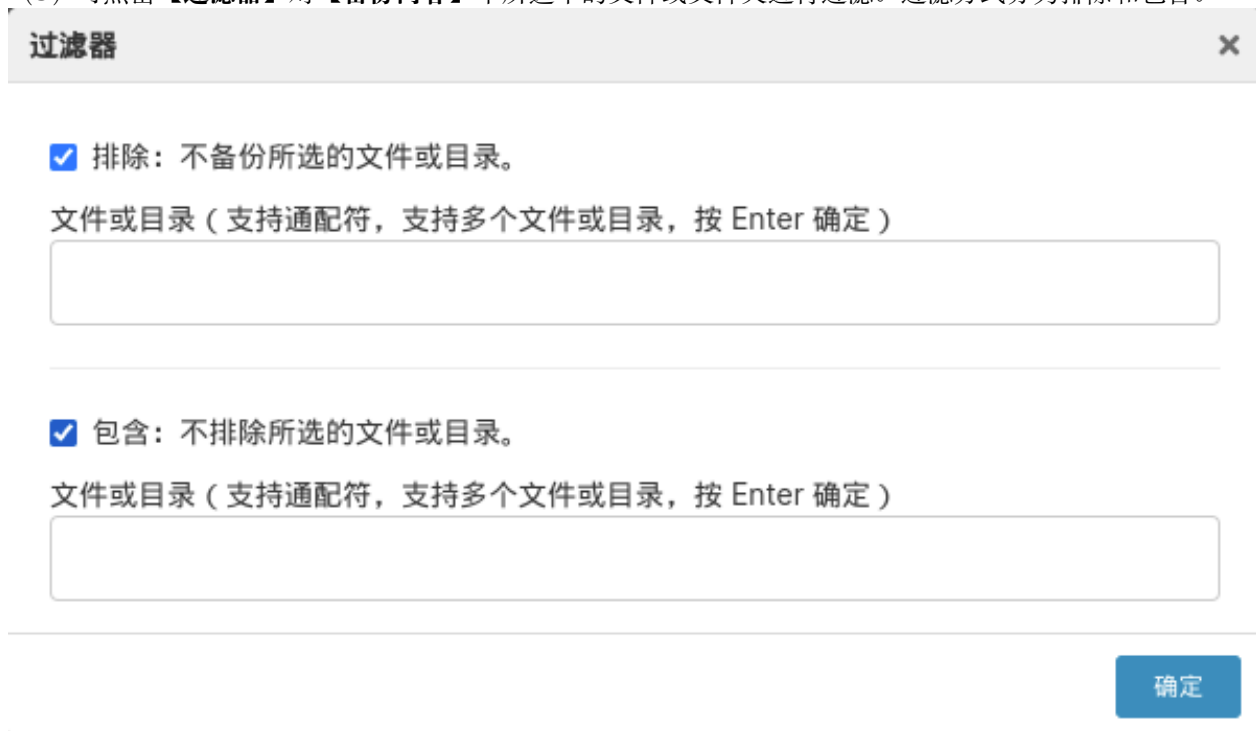 过滤器
排除：不备份所选的文件或目录。
文件或目录（支持通配符，支持多个文件或目录，按 Enter 确定）
包含：不排除所选的文件或目录。
文件或目录（支持通配符，支持多个文件或目录，按 Enter 确定）
确定